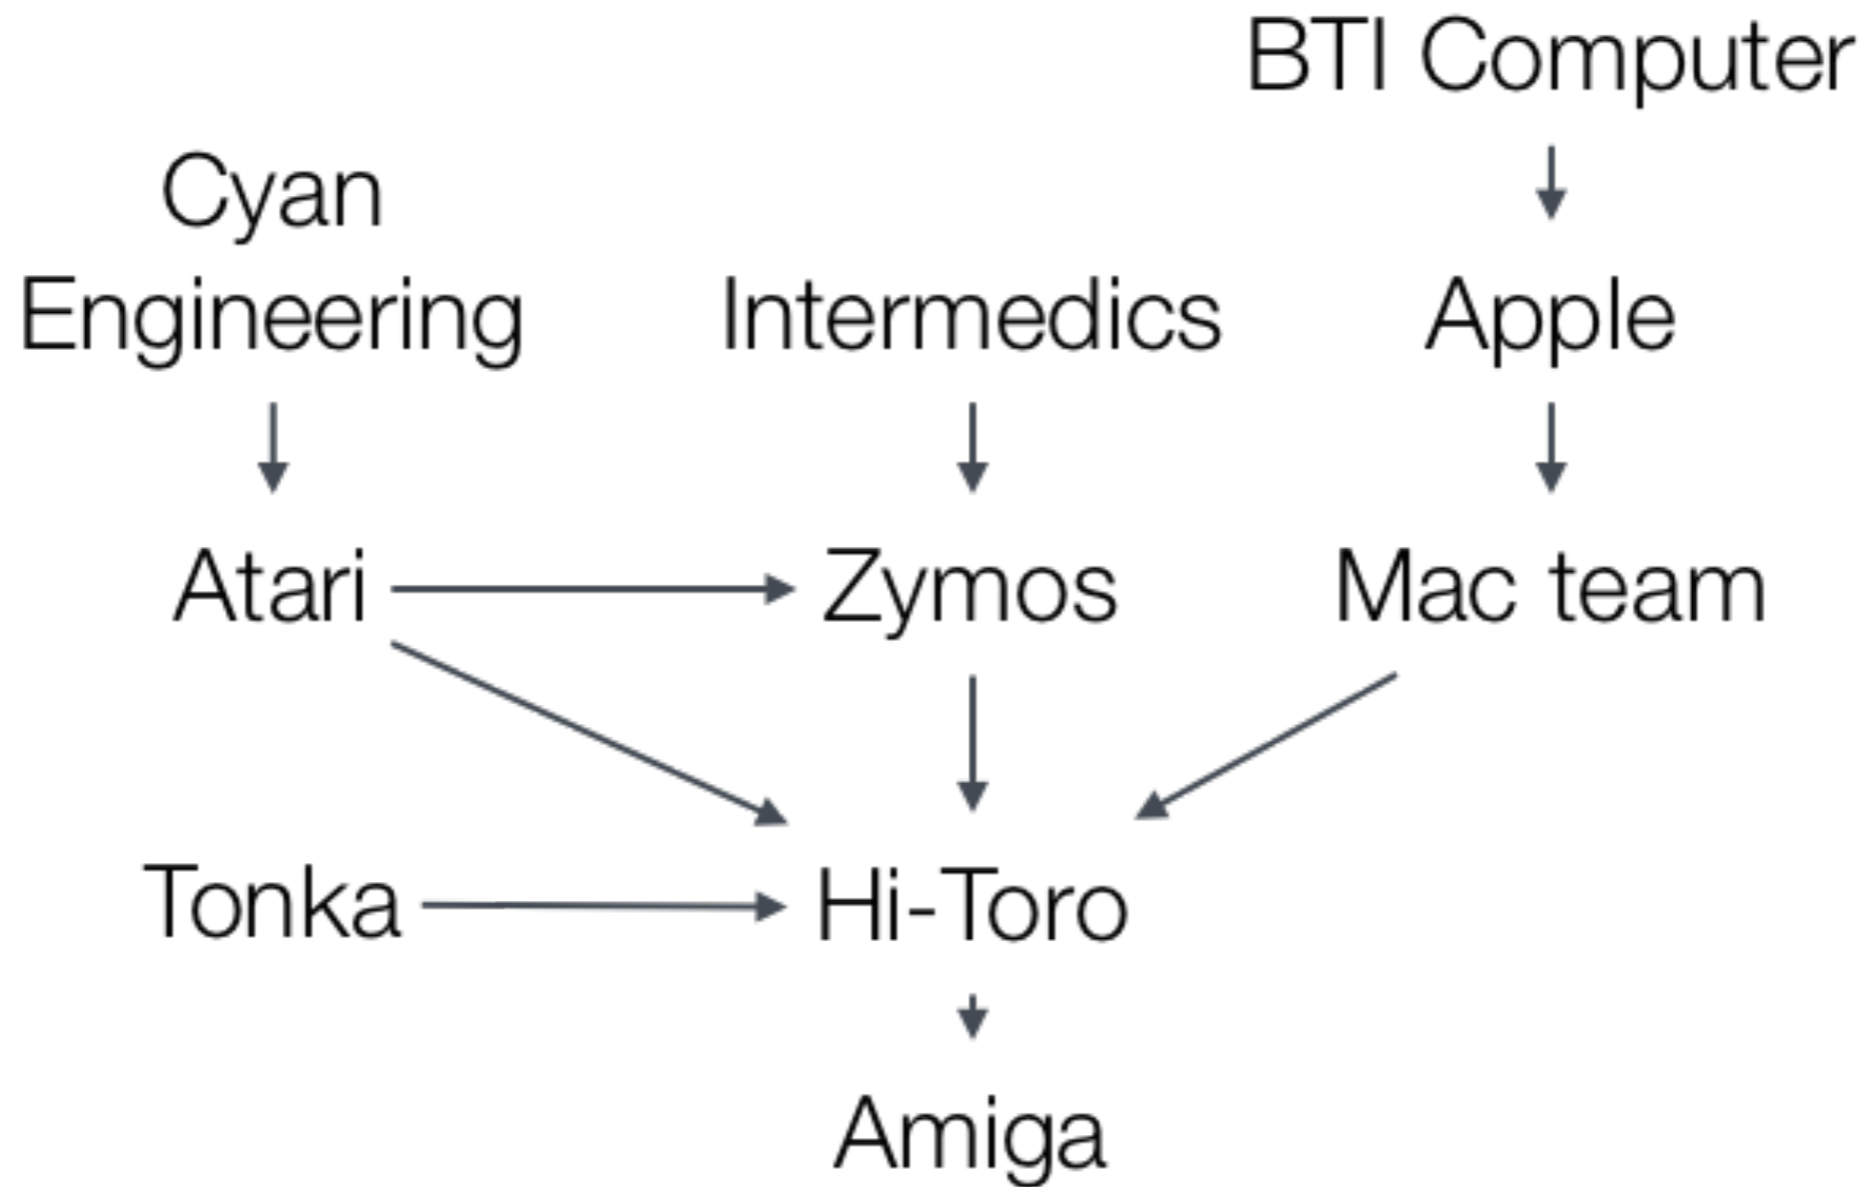 BTI Computer
Cyan
Engineering
Intermedics
Apple
Atari
Zymos
Mac team
Tonka
Hi-Toro
Amiga